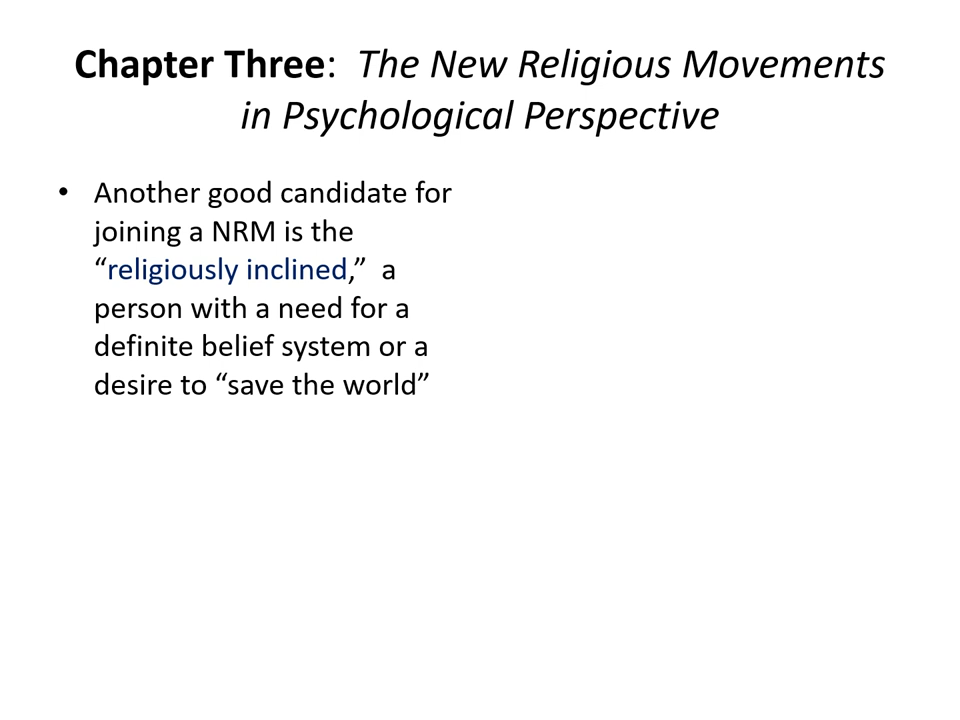 Chapter Three:  The New Religious Movements
in Psychological Perspective
• Another good candidate for
joining a NRM is the
“religiously inclined,”  a
person with a need for a
definite belief system or a
desire to “save the world”